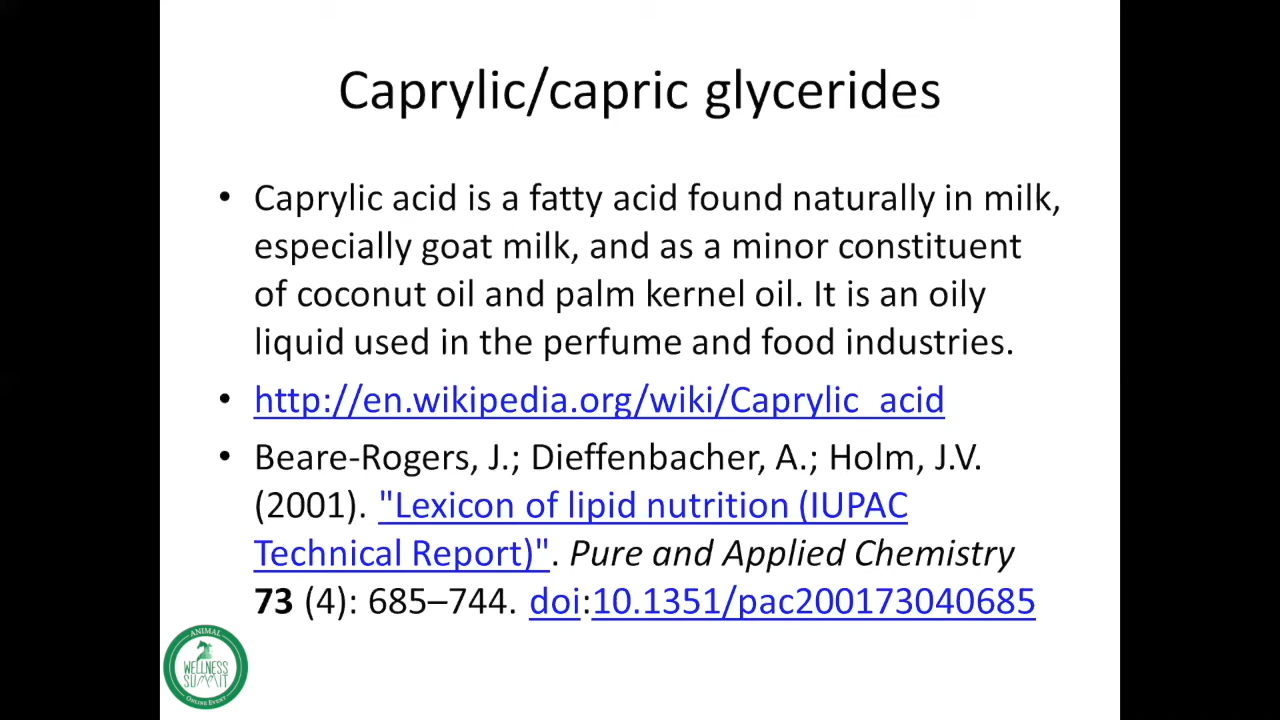 Caprylic/capric glycerides
• Caprylic acid is a fatty acid found naturally in milk,
especially goat milk, and as a minor constituent
of coconut oil and palm kernel oil. It is an oily
liquid used in the perfume and food industries.
• http://en.wikipedia.org/wiki/Caprylic_acid
• Beare-Rogers, J.; Dieffenbacher, A.; Holm, J.V.
(2001). "Lexicon of lipid nutrition (IUPAC
Technical Report)". Pure and Applied Chemistry
73 (4): 685–744. doi:10.1351/pac200173040685
ANIMAL
WELLNESS
SUMMIT
ONLINE EVENT